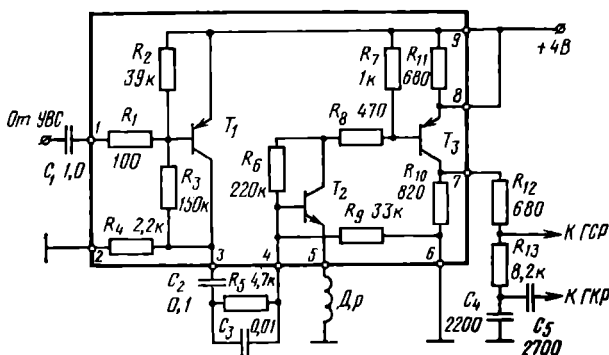 R2
39к
R7
1к
R11
680
9
+4В
От УВС
1
R1
T1
R8 470
8
T3
C1 1,0
100
R3
150к
R6
220к
T2
R10
820
7
R12
680
R4 2,2к
R9 33к
К ГСР
2
3
4
5
6
R13
8,2к
C2
0,1
R5 4,7к
Др
К ГКР
C3
0,01
C4
2200
C5
2700